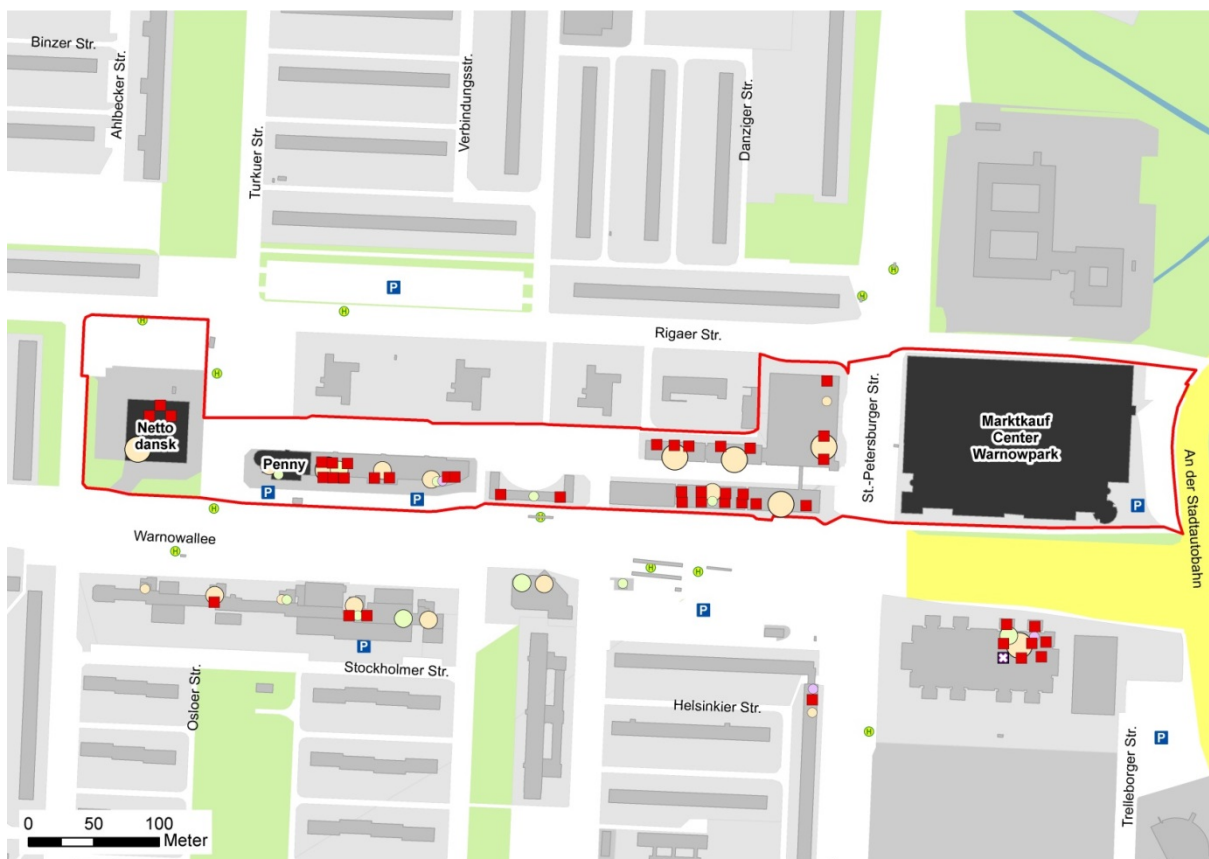 Binzer Str.
Ahlbecker Str.
Turkuer Str.
Verbindungsstr.
Danziger Str.
P
H
H
H
H
Rigaer Str.
H
St.-Petersburger Str.
Netto
dansk
Penny
Marktkauf
Center
Warnowpark
An der Stadtautobahn
P
P
P
H
H
Warnowallee
H
H
H
P
P
Stockholmer Str.
Osloer Str.
Helsinkier Str.
H
P
Trelleborger Str.
0 50 100
Meter